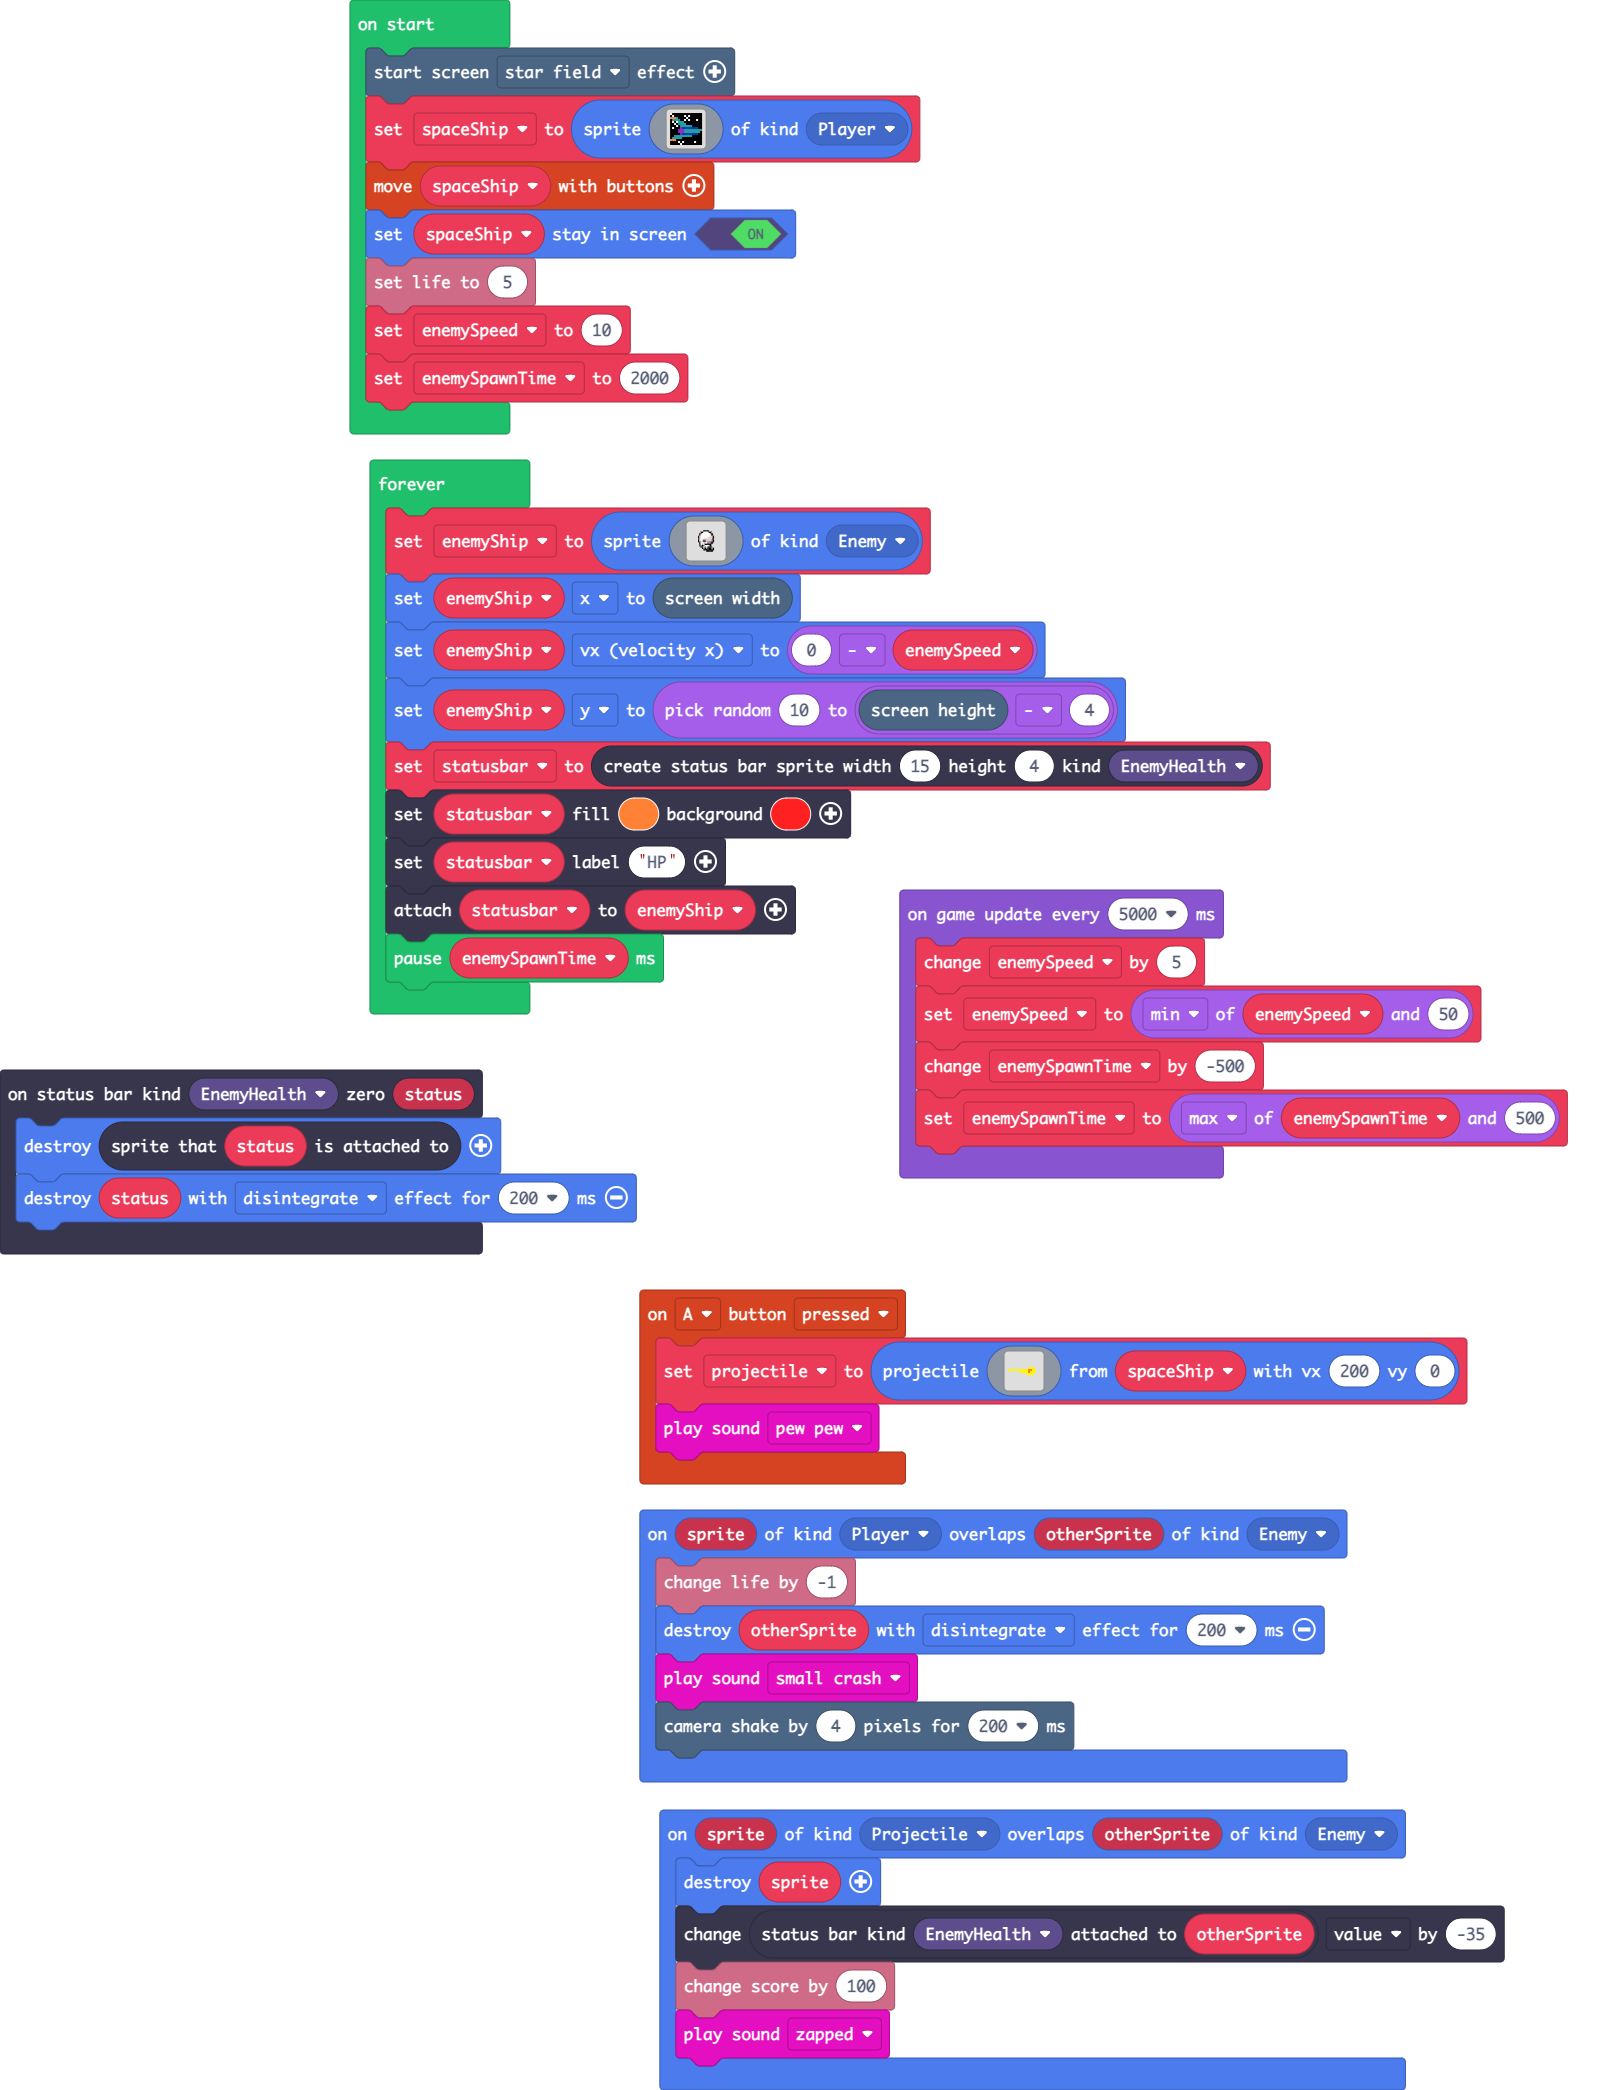 on start
start screen star field effect
set spaceShip to sprite of kind Player
move spaceShip with buttons
set spaceShip stay in screen ON
set life to 5
set enemySpeed to 10
set enemySpawnTime to 2000
forever
set enemyShip to sprite of kind Enemy
set enemyShip x to screen width
set enemyShip vx (velocity x) to 0 - enemySpeed
set enemyShip y to pick random 10 to screen height - 4
set statusbar to create status bar sprite width 15 height 4 kind EnemyHealth
set statusbar fill background
set statusbar label "HP"
attach statusbar to enemyShip
pause enemySpawnTime ms
on game update every 5000 ms
change enemySpeed by 5
set enemySpeed to min of enemySpeed and 50
change enemySpawnTime by -500
set enemySpawnTime to max of enemySpawnTime and 500
on status bar kind EnemyHealth zero status
destroy sprite that status is attached to
destroy status with disintegrate effect for 200 ms
on A button pressed
set projectile to projectile from spaceShip with vx 200 vy 0
play sound pew pew
on sprite of kind Player overlaps otherSprite of kind Enemy
change life by -1
destroy otherSprite with disintegrate effect for 200 ms
play sound small crash
camera shake by 4 pixels for 200 ms
on sprite of kind Projectile overlaps otherSprite of kind Enemy
destroy sprite
change status bar kind EnemyHealth attached to otherSprite value by -35
change score by 100
play sound zapped